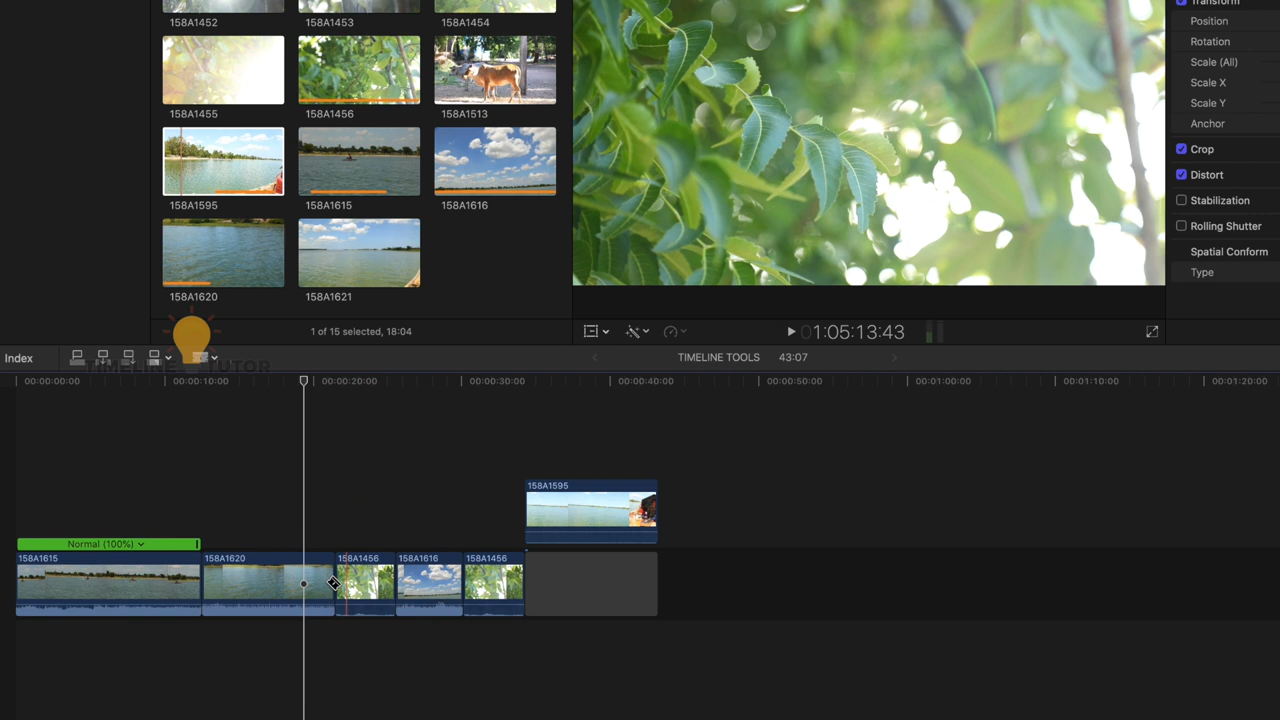 158A1452
158A1453
158A1454
158A1455
158A1456
158A1513
158A1595
158A1615
158A1616
158A1620
158A1621
1 of 15 selected, 18:04
01:05:13:43
Transform
Position
Rotation
Scale (All)
Scale X
Scale Y
Anchor
Crop
Distort
Stabilization
Rolling Shutter
Spatial Conform
Type
Index
TIMELINE TUTOR
TIMELINE TOOLS 43:07
00:00:00:00
00:00:10:00
00:00:20:00
00:00:30:00
00:00:40:00
00:00:50:00
00:01:00:00
00:01:10:00
00:01:20:00
158A1595
Normal (100%)
158A1615
158A1620
158A1456
158A1616
158A1456